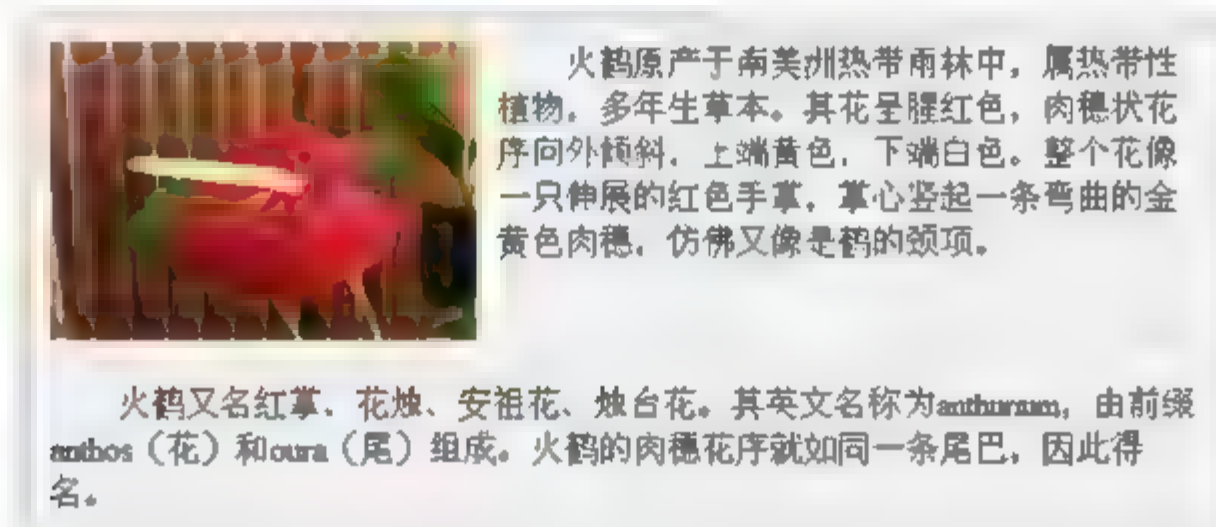 火鹤原产于南美州热带雨林中，属热带性
植物，多年生草本。其花呈腥红色，肉穗状花
序向外倾斜，上端黄色，下端白色。整个花像
一只伸展的红色手掌，掌心竖起一条弯曲的金
黄色肉穗，仿佛又像是鹤的颈项。
火鹤又名红掌、花烛、安祖花、烛台花。其英文名称为anthurium，由前缀
anthos（花）和oura（尾）组成。火鹤的肉穗花序就如同一条尾巴，因此得
名。